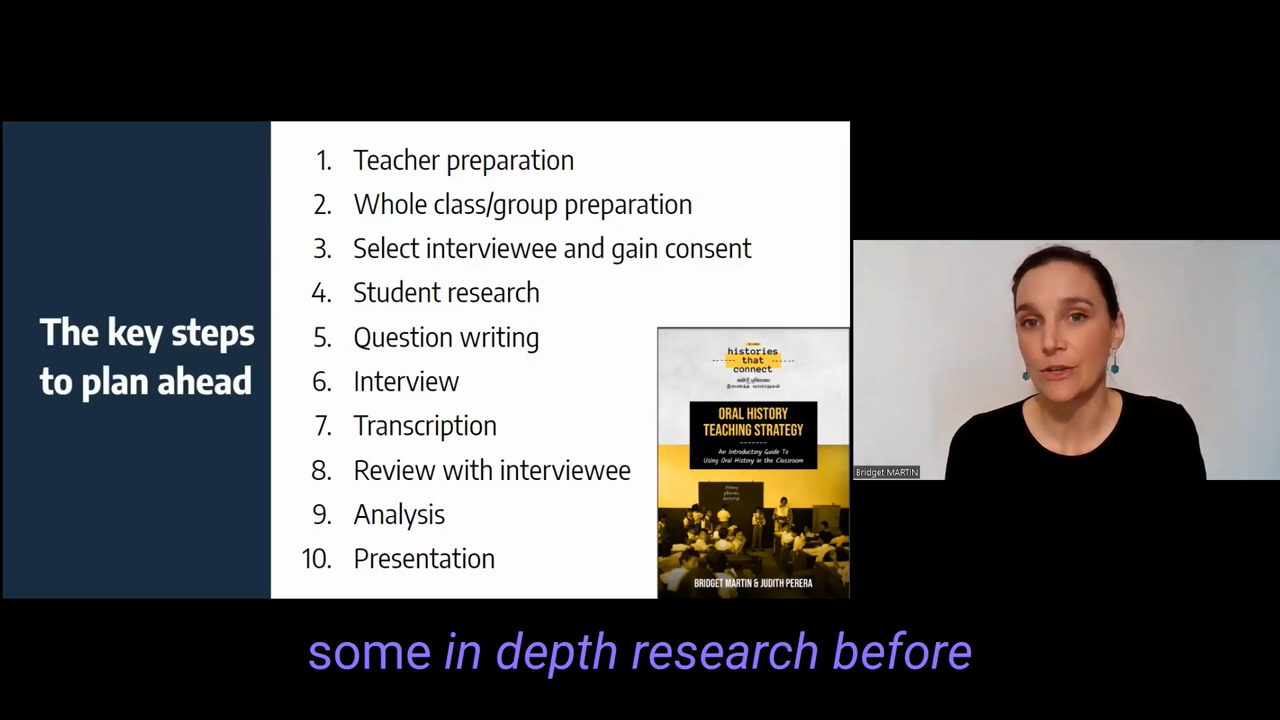 The key steps
to plan ahead
1. Teacher preparation
2. Whole class/group preparation
3. Select interviewee and gain consent
4. Student research
5. Question writing
6. Interview
7. Transcription
8. Review with interviewee
9. Analysis
10. Presentation
histories
that
connect
ORAL HISTORY
TEACHING STRATEGY
An Introductory Guide To
Using Oral History in the Classroom
BRIDGET MARTIN & JUDITH PERERA
Bridget MARTIN
some in depth research before